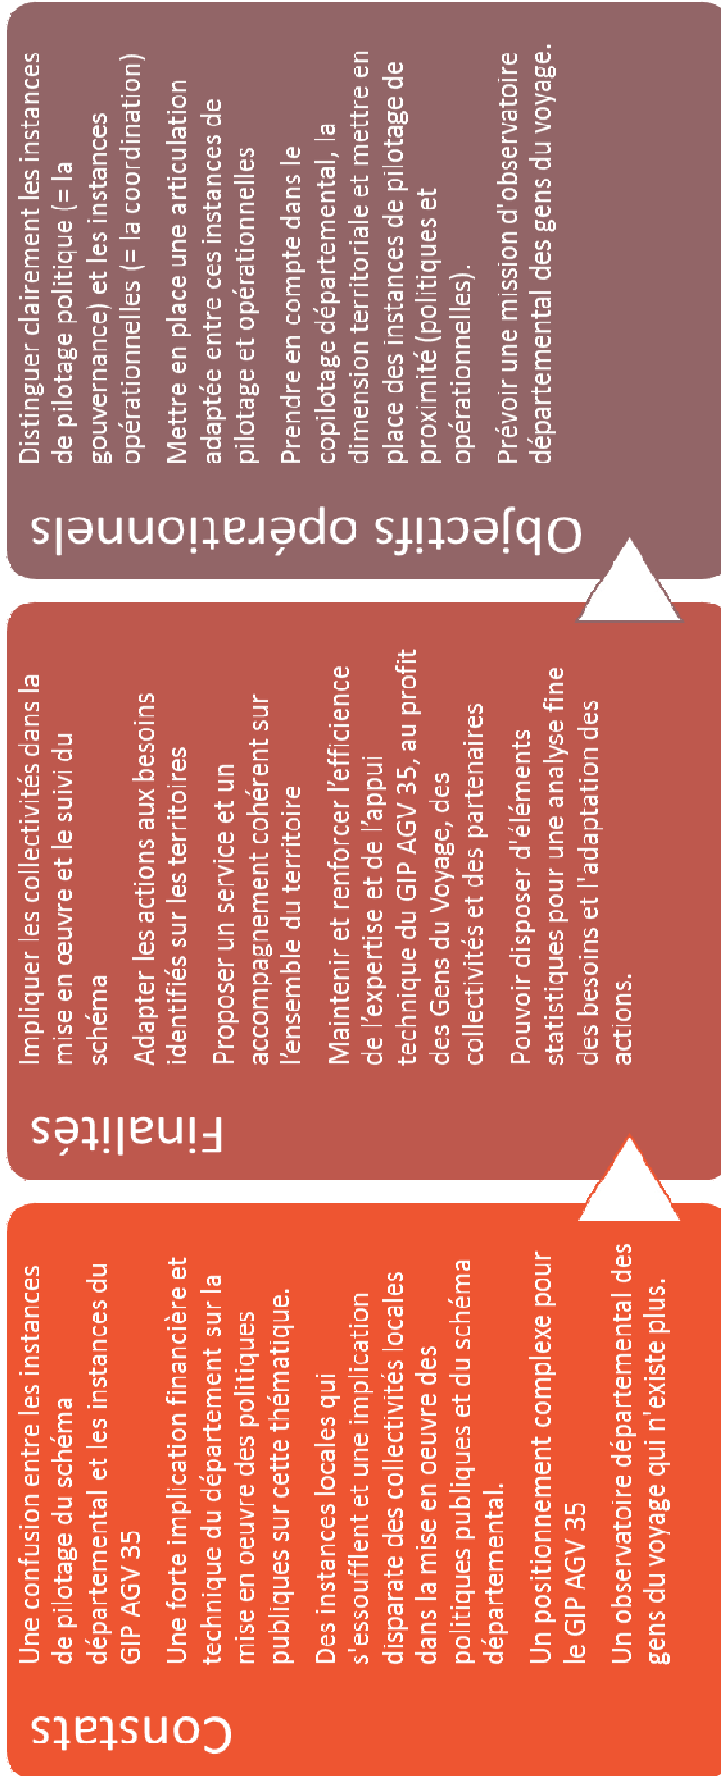 Constats
Une confusion entre les instances
de pilotage du schéma
départemental et les instances du
GIP AGV 35
Une forte implication financière et
technique du département sur la
mise en oeuvre des politiques
publiques sur cette thématique.
Des instances locales qui
s'essoufflent et une implication
disparate des collectivités locales
dans la mise en oeuvre des
politiques publiques et du schéma
départemental.
Un positionnement complexe pour
le GIP AGV 35
Un observatoire départemental des
gens du voyage qui n'existe plus.
Finalités
Impliquer les collectivités dans la
mise en œuvre et le suivi du
schéma
Adapter les actions aux besoins
identifiés sur les territoires
Proposer un service et un
accompagnement cohérent sur
l'ensemble du territoire
Maintenir et renforcer l'efficience
de l'expertise et de l'appui
technique du GIP AGV 35, au profit
des Gens du Voyage, des
collectivités et des partenaires
Pouvoir disposer d'éléments
statistiques pour une analyse fine
des besoins et l'adaptation des
actions.
Objectifs opérationnels
Distinguer clairement les instances
de pilotage politique (= la
gouvernance) et les instances
opérationnelles (= la coordination)
Mettre en place une articulation
adaptée entre ces instances de
pilotage et opérationnelles
Prendre en compte dans le
copilotage départemental, la
dimension territoriale et mettre en
place des instances de pilotage de
proximité (politiques et
opérationnelles).
Prévoir une mission d'observatoire
départemental des gens du voyage.